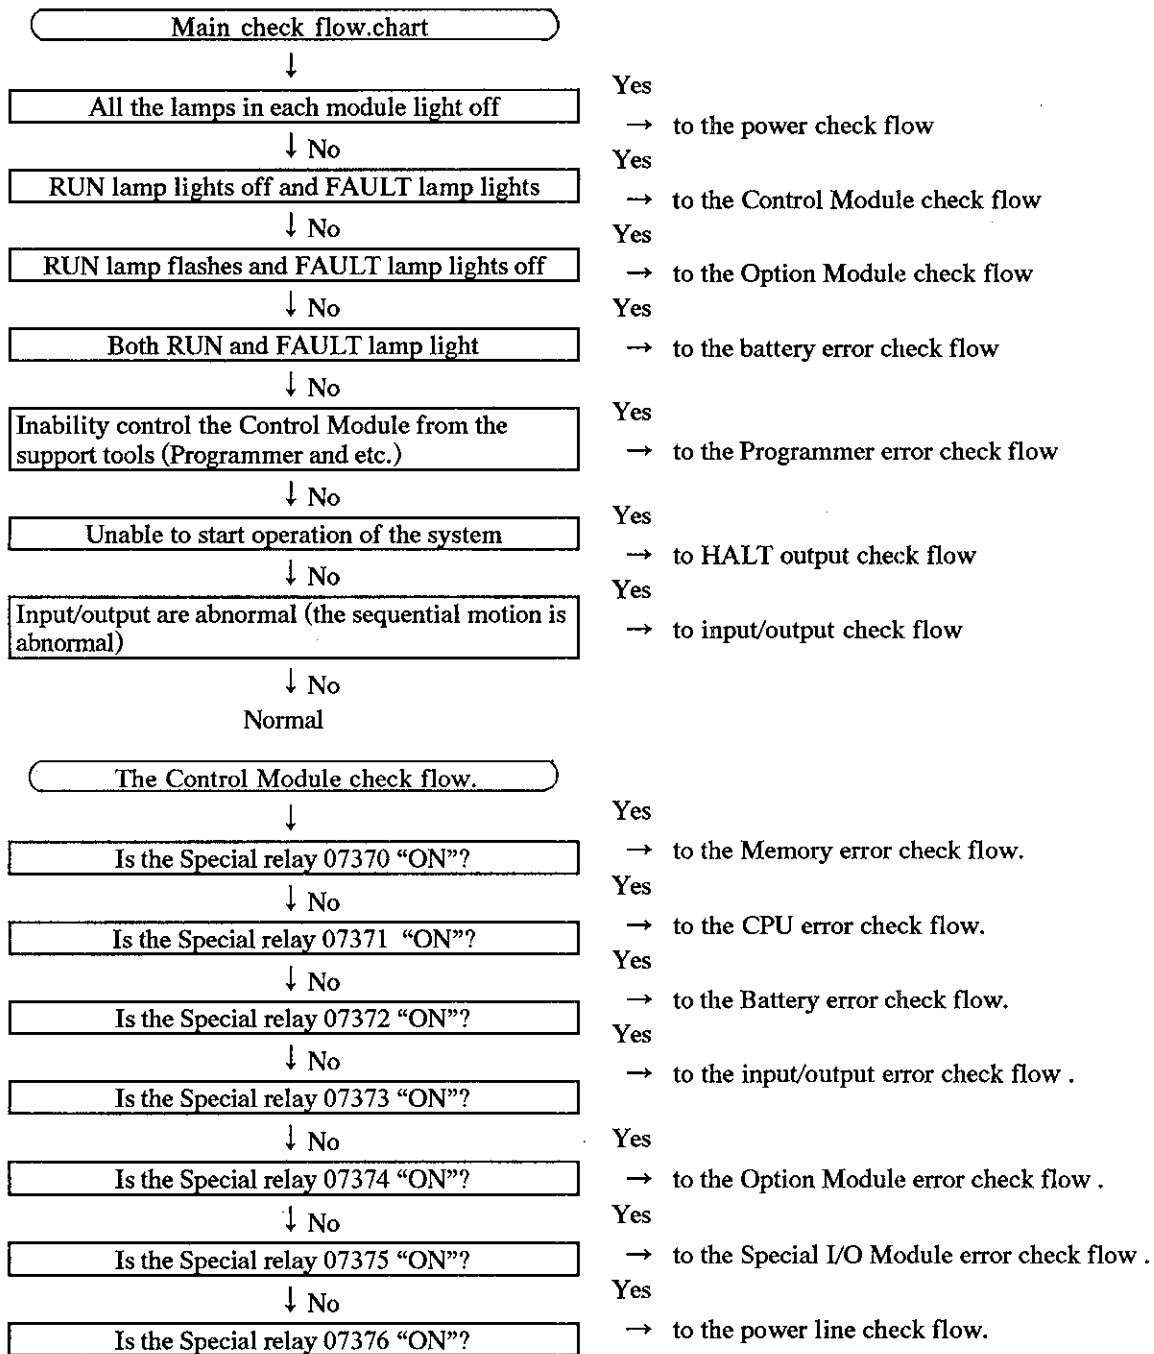 Main check flow.chart
↓
Yes
All the lamps in each module light off
→ to the power check flow
↓ No
Yes
RUN lamp lights off and FAULT lamp lights
→ to the Control Module check flow
↓ No
Yes
RUN lamp flashes and FAULT lamp lights off
→ to the Option Module check flow
↓ No
Yes
Both RUN and FAULT lamp light
→ to the battery error check flow
↓ No
Yes
Inability control the Control Module from the
support tools (Programmer and etc.)
→ to the Programmer error check flow
↓ No
Yes
Unable to start operation of the system
→ to HALT output check flow
↓ No
Yes
Input/output are abnormal (the sequential motion is
abnormal)
→ to input/output check flow
↓ No
Normal
The Control Module check flow.
↓
Yes
Is the Special relay 07370 “ON”?
→ to the Memory error check flow.
↓ No
Yes
Is the Special relay 07371 “ON”?
→ to the CPU error check flow.
↓ No
Yes
Is the Special relay 07372 “ON”?
→ to the Battery error check flow.
↓ No
Yes
Is the Special relay 07373 “ON”?
→ to the input/output error check flow .
↓ No
Yes
Is the Special relay 07374 “ON”?
→ to the Option Module error check flow .
↓ No
Yes
Is the Special relay 07375 “ON”?
→ to the Special I/O Module error check flow .
↓ No
Yes
Is the Special relay 07376 “ON”?
→ to the power line check flow.